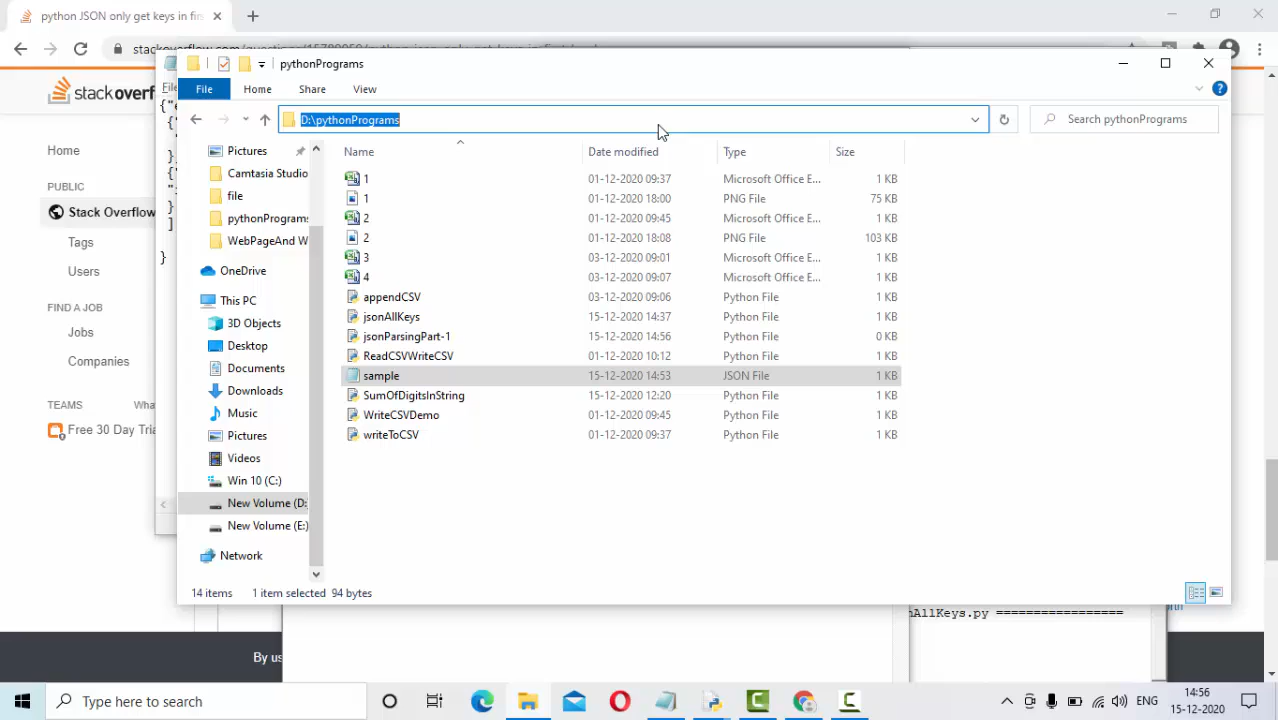 python JSON only get keys in firs
stackoverflow.com/questions/15789059/python-json-only-get-keys-in-first-level
stackoverf
File
pythonPrograms
File Home Share View
D:\pythonPrograms
Search pythonPrograms
Home
PUBLIC
Stack Overflow
Tags
Users
FIND A JOB
Jobs
Companies
TEAMS Wha
Free 30 Day Tria
{"e
{
"
}
{"
":
}
]
}
Pictures
Camtasia Studio
file
pythonPrograms
WebPageAnd W
OneDrive
This PC
3D Objects
Desktop
Documents
Downloads
Music
Pictures
Videos
Win 10 (C:)
New Volume (D:
New Volume (E:)
Network
Name Date modified Type Size
1 01-12-2020 09:37 Microsoft Office E... 1 KB
1 01-12-2020 18:00 PNG File 75 KB
2 01-12-2020 09:45 Microsoft Office E... 1 KB
2 01-12-2020 18:08 PNG File 103 KB
3 03-12-2020 09:01 Microsoft Office E... 1 KB
4 03-12-2020 09:07 Microsoft Office E... 1 KB
appendCSV 03-12-2020 09:06 Python File 1 KB
jsonAllKeys 15-12-2020 14:37 Python File 1 KB
jsonParsingPart-1 15-12-2020 14:56 Python File 0 KB
ReadCSVWriteCSV 01-12-2020 10:12 Python File 1 KB
sample 15-12-2020 14:53 JSON File 1 KB
SumOfDigitsInString 15-12-2020 12:20 Python File 1 KB
WriteCSVDemo 01-12-2020 09:45 Python File 1 KB
writeToCSV 01-12-2020 09:37 Python File 1 KB
14 items 1 item selected 94 bytes
nAllKeys.py =================
By us
Type here to search
ENG
14:56
15-12-2020